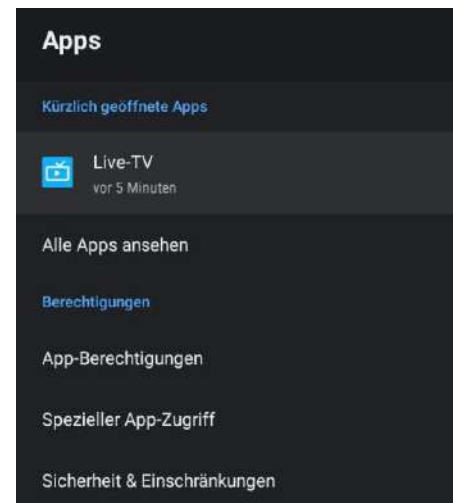 Apps
Kürzlich geöffnete Apps
Live-TV
vor 5 Minuten
Alle Apps ansehen
Berechtigungen
App-Berechtigungen
Spezieller App-Zugriff
Sicherheit & Einschränkungen